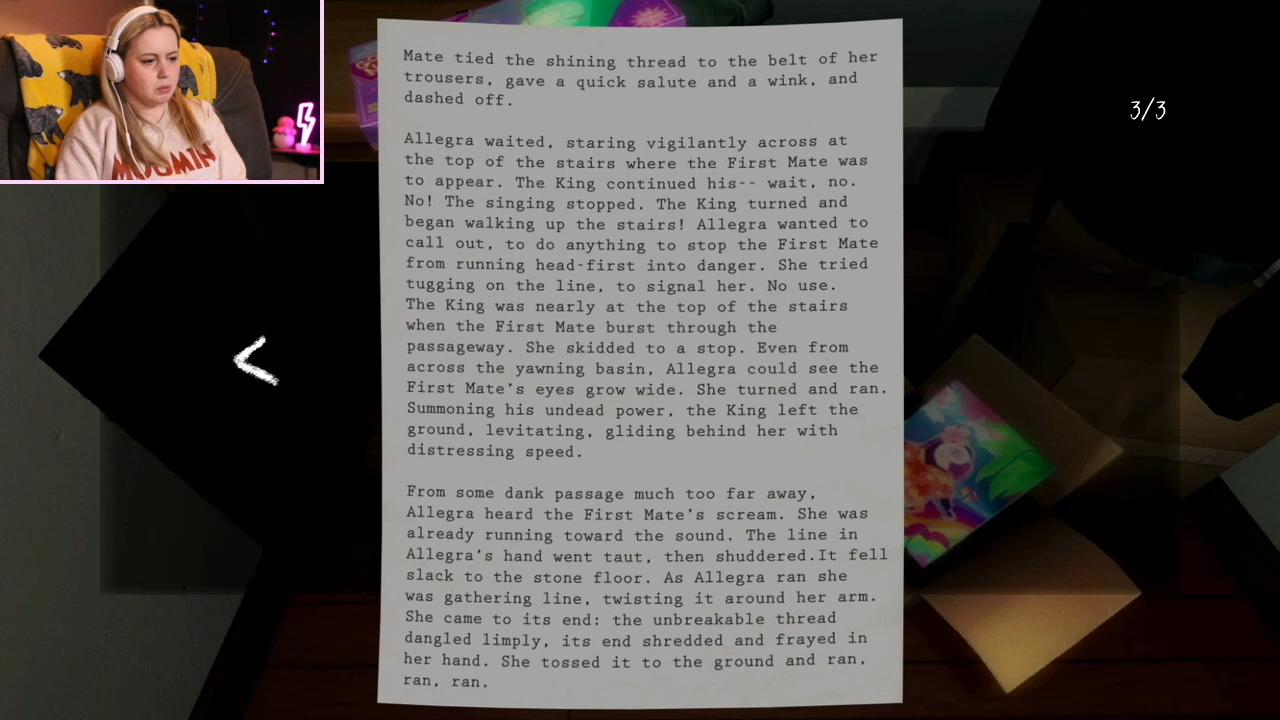 MOOMIN
3/3
Mate tied the shining thread to the belt of her
trousers, gave a quick salute and a wink, and
dashed off.
Allegra waited, staring vigilantly across at
the top of the stairs where the First Mate was
to appear. The King continued his-- wait, no.
No! The singing stopped. The King turned and
began walking up the stairs! Allegra wanted to
call out, to do anything to stop the First Mate
from running head-first into danger. She tried
tugging on the line, to signal her. No use.
The King was nearly at the top of the stairs
when the First Mate burst through the
passageway. She skidded to a stop. Even from
across the yawning basin, Allegra could see the
First Mate's eyes grow wide. She turned and ran.
Summoning his undead power, the King left the
ground, levitating, gliding behind her with
distressing speed.
From some dank passage much too far away,
Allegra heard the First Mate's scream. She was
already running toward the sound. The line in
Allegra's hand went taut, then shuddered.It fell
slack to the stone floor. As Allegra ran she
was gathering line, twisting it around her arm.
She came to its end: the unbreakable thread
dangled limply, its end shredded and frayed in
her hand. She tossed it to the ground and ran,
ran, ran.